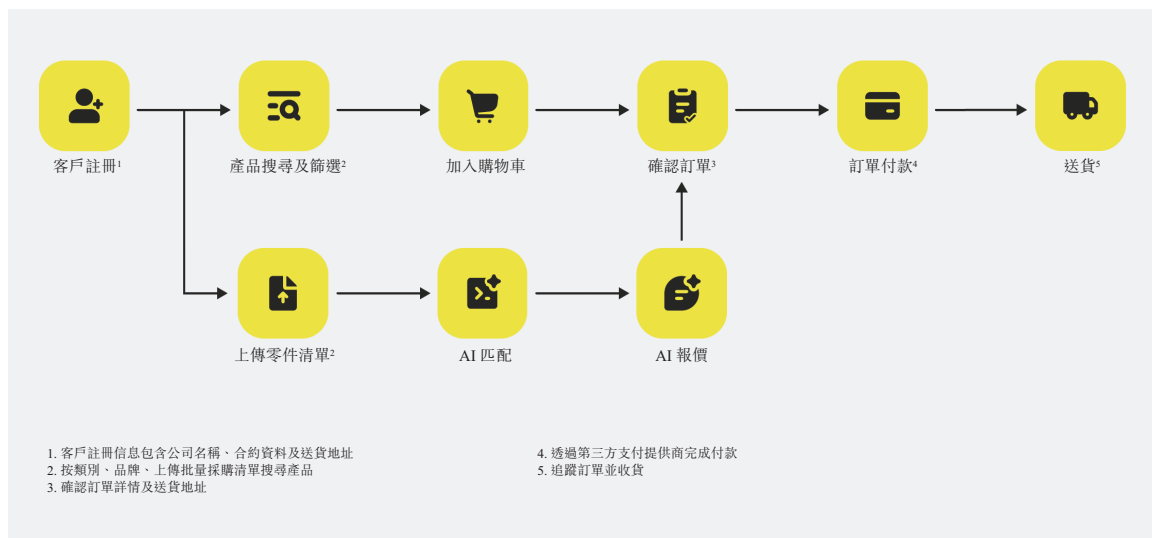 客戶註冊¹
產品搜尋及篩選²
加入購物車
確認訂單³
訂單付款⁴
送貨⁵
上傳零件清單²
AI 匹配
AI 報價
1. 客戶註冊信息包含公司名稱、合約資料及送貨地址
2. 按類別、品牌、上傳批量採購清單搜尋產品
3. 確認訂單詳情及送貨地址
4. 透過第三方支付提供商完成付款
5. 追蹤訂單並收貨